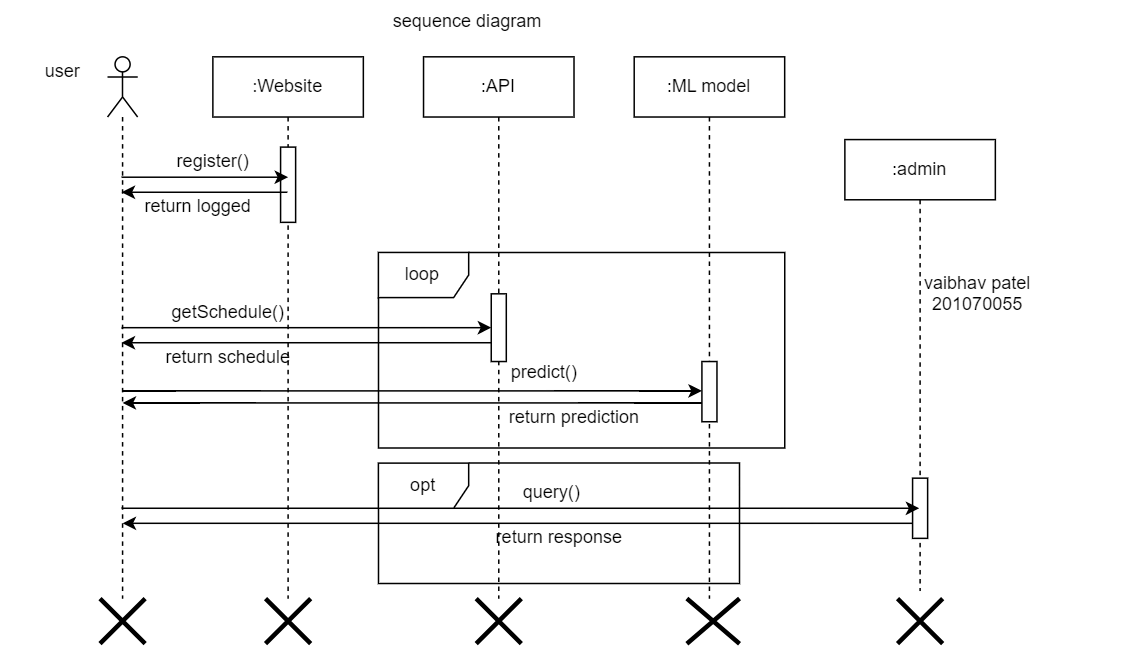 sequence diagram
user
:Website
:API
:ML model
:admin
register()
return logged
loop
vaibhav patel
201070055
getSchedule()
return schedule
predict()
return prediction
opt
query()
return response